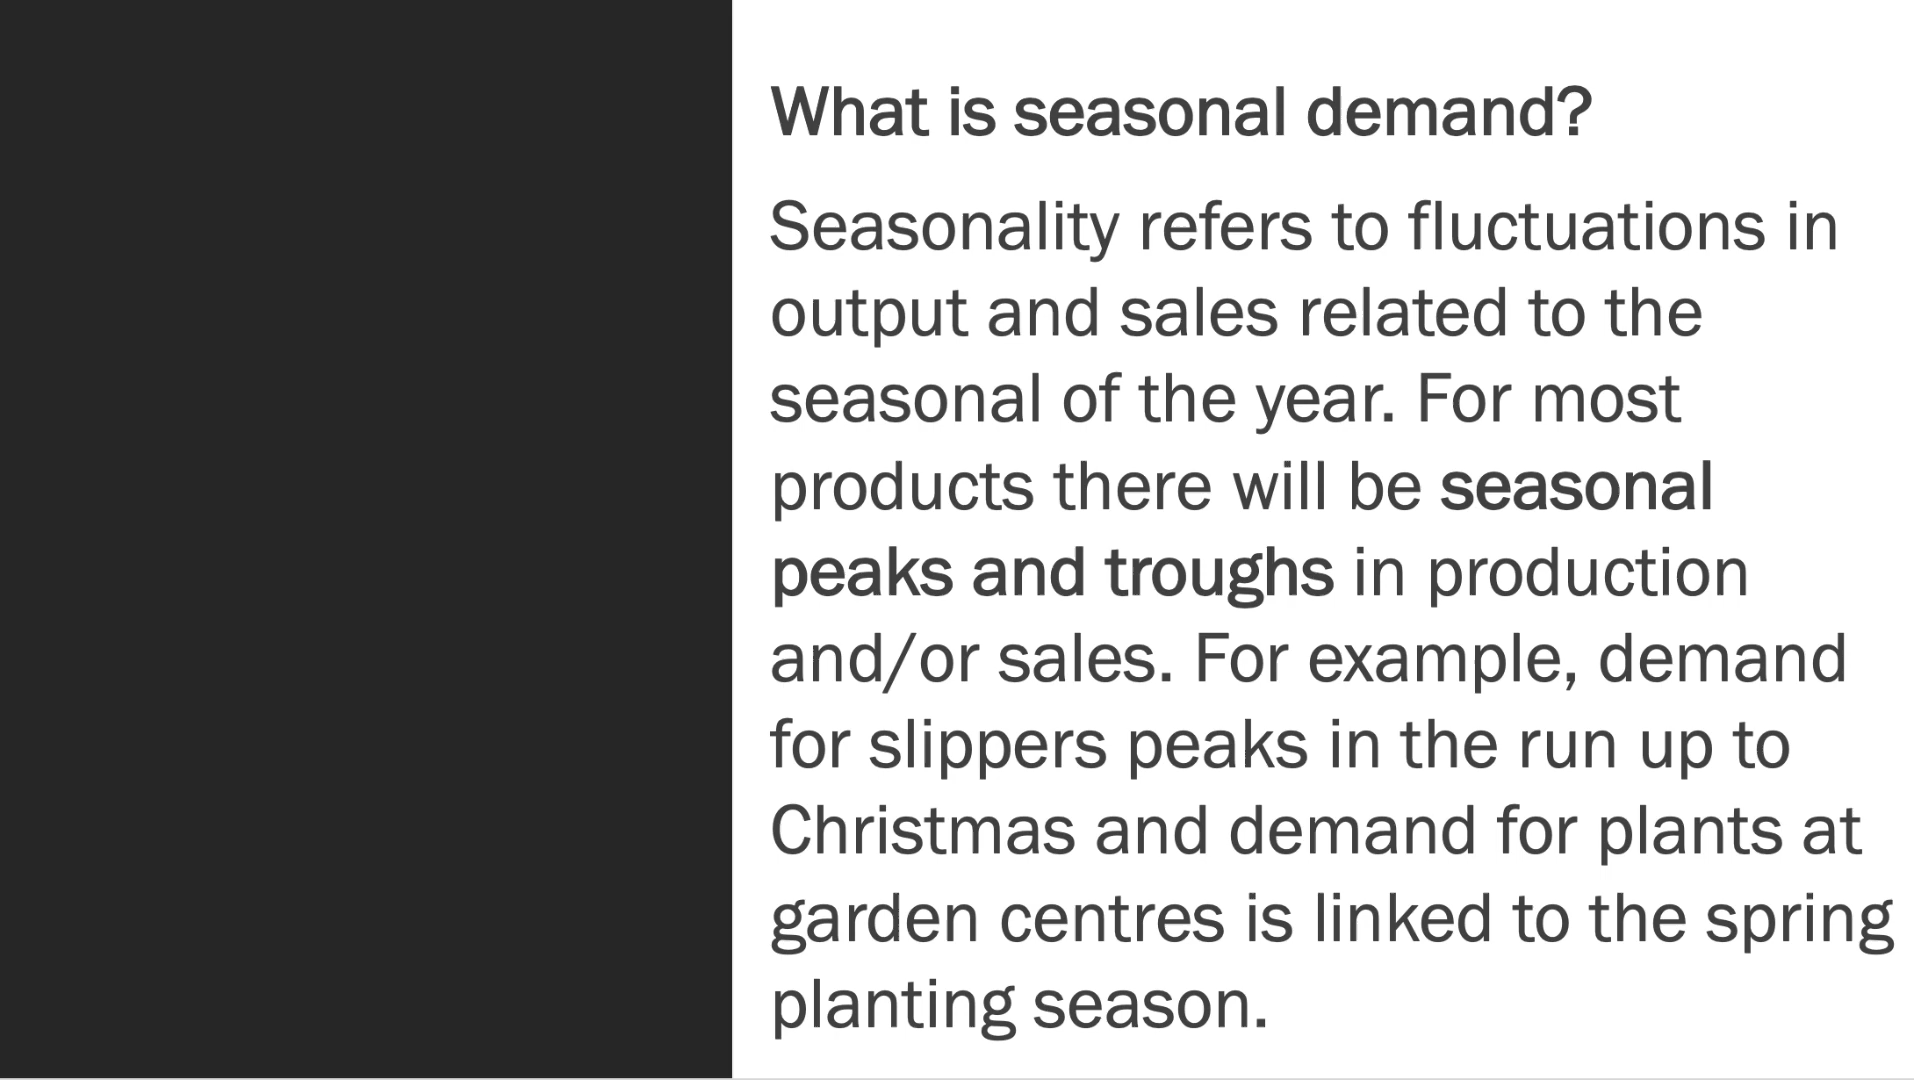 What is seasonal demand?
Seasonality refers to fluctuations in
output and sales related to the
seasonal of the year. For most
products there will be seasonal
peaks and troughs in production
and/or sales. For example, demand
for slippers peaks in the run up to
Christmas and demand for plants at
garden centres is linked to the spring
planting season.